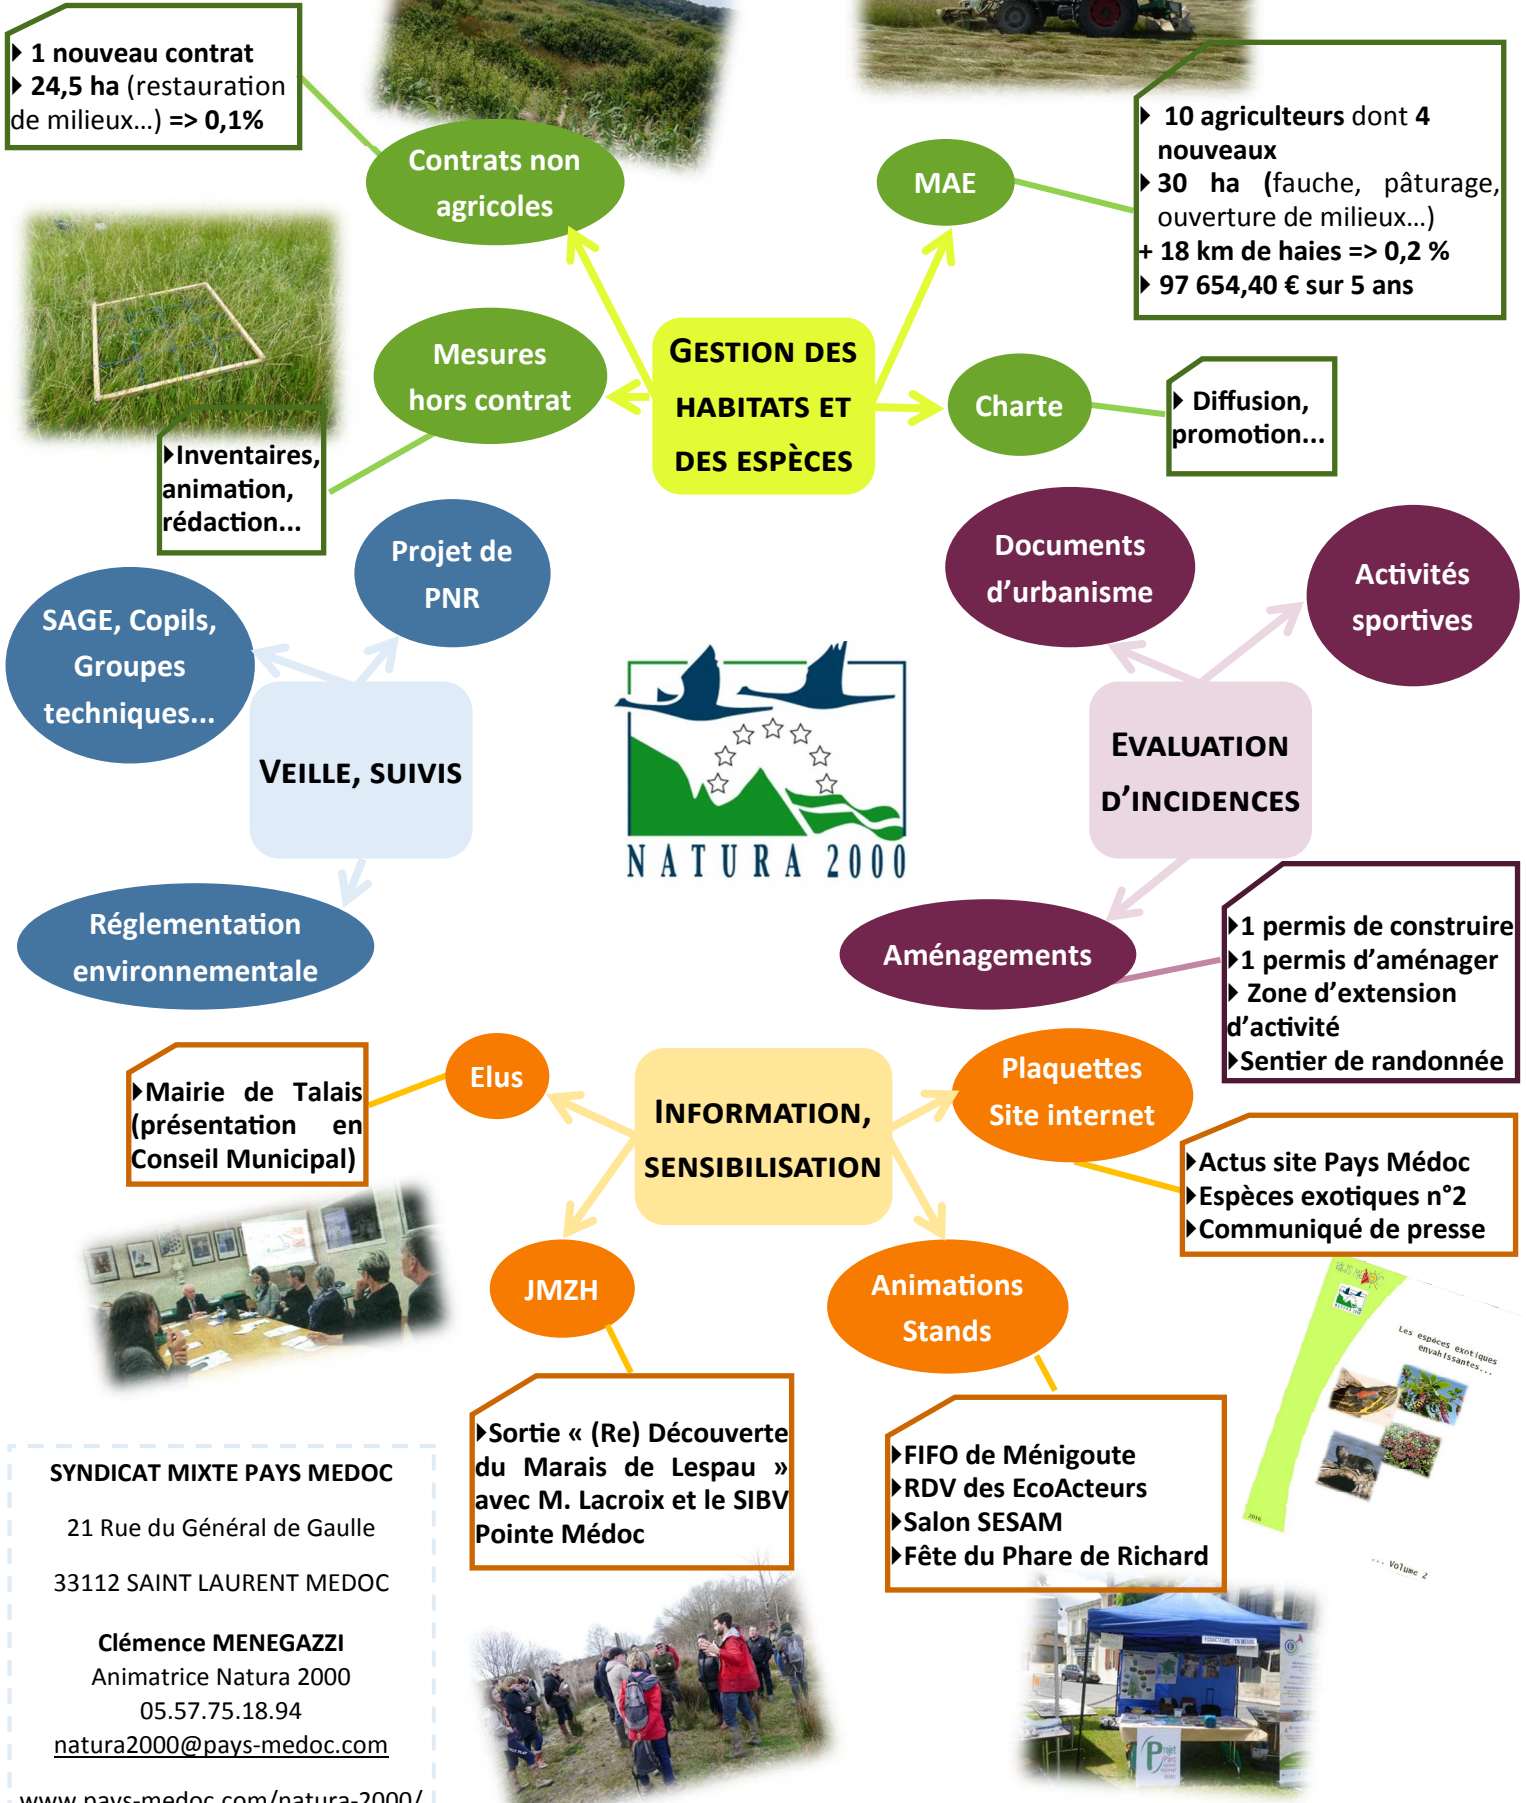 ▶ 1 nouveau contrat
▶ 24,5 ha (restauration
de milieux...) => 0,1%
Contrats non
agricoles
MAE
▶ 10 agriculteurs dont 4
nouveaux
▶ 30 ha (fauche, pâturage,
ouverture de milieux...)
+ 18 km de haies => 0,2 %
▶ 97 654,40 € sur 5 ans
Mesures
hors contrat
GESTION DES
HABITATS ET
DES ESPÈCES
Charte
▶ Diffusion,
promotion...
▶Inventaires,
animation,
rédaction...
Projet de
PNR
SAGE, Copils,
Groupes
techniques...
VEILLE, SUIVIS
Réglementation
environnementale
NATURA 2000
Documents
d’urbanisme
Activités
sportives
EVALUATION
D’INCIDENCES
Aménagements
▶1 permis de construire
▶1 permis d’aménager
▶ Zone d’extension
d’activité
▶Sentier de randonnée
▶Mairie de Talais
(présentation en
Conseil Municipal)
Elus
INFORMATION,
SENSIBILISATION
Plaquettes
Site internet
▶Actus site Pays Médoc
▶Espèces exotiques n°2
▶Communiqué de presse
JMZH
Animations
Stands
▶Sortie « (Re) Découverte
du Marais de Lespau »
avec M. Lacroix et le SIBV
Pointe Médoc
▶FIFO de Ménigoute
▶RDV des EcoActeurs
▶Salon SESAM
▶Fête du Phare de Richard
Les espèces exotiques
envahissantes...
2016
... Volume 2
SYNDICAT MIXTE PAYS MEDOC
21 Rue du Général de Gaulle
33112 SAINT LAURENT MEDOC
Clémence MENEGAZZI
Animatrice Natura 2000
05.57.75.18.94
natura2000@pays-medoc.com
www.pays-medoc.com/natura-2000/
Projet
Parc